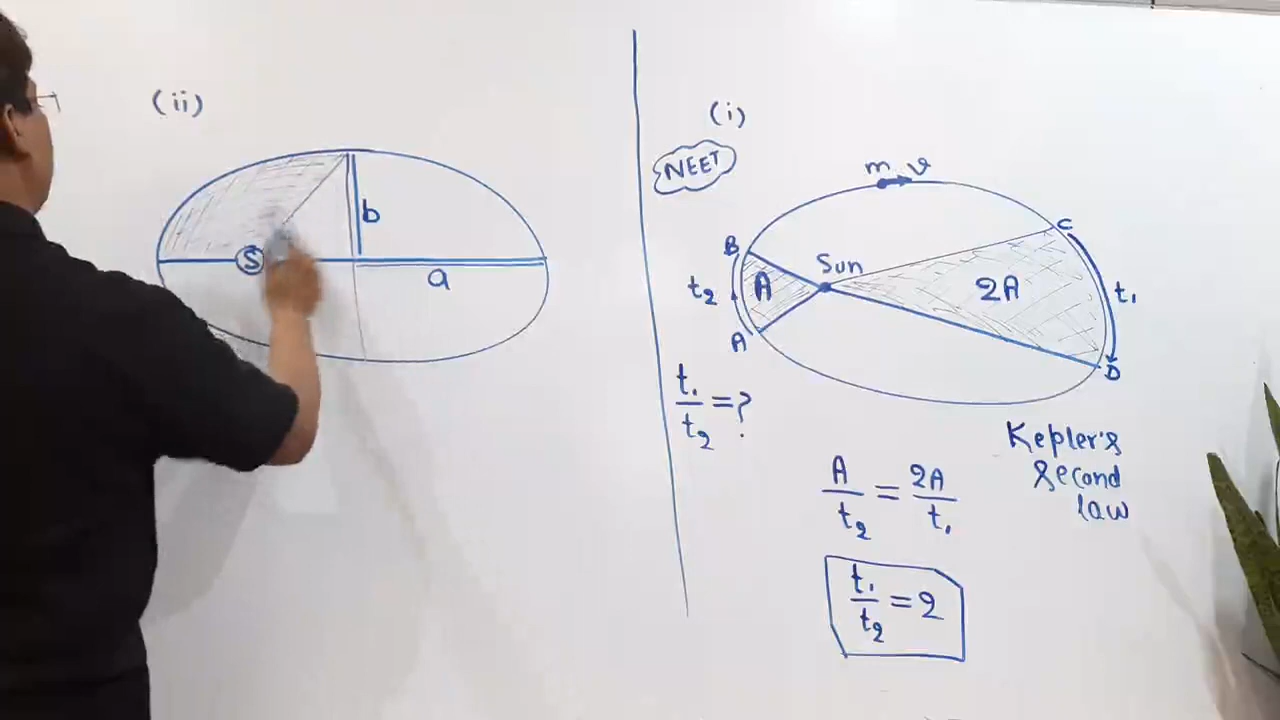 (ii)
b
S
a
(i)
NEET
m
v
B
C
Sun
t₂
A
2A
t₁
A
D
t₁/t₂ = ?
Kepler's
second
law
A/t₂ = 2A/t₁
t₁/t₂ = 2